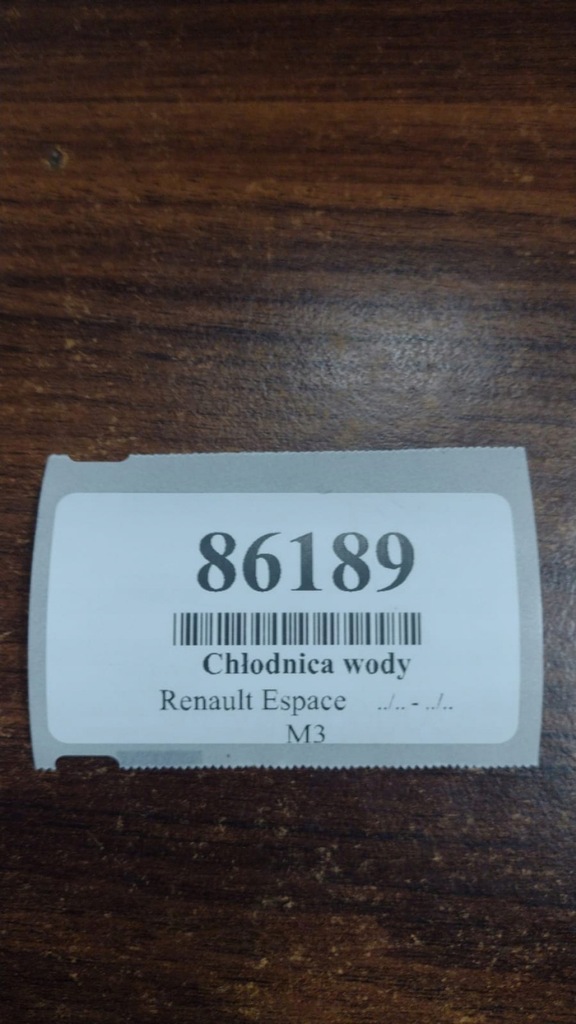 86189
Chłodnica wody
Renault Espace ../.. - ../..
M3